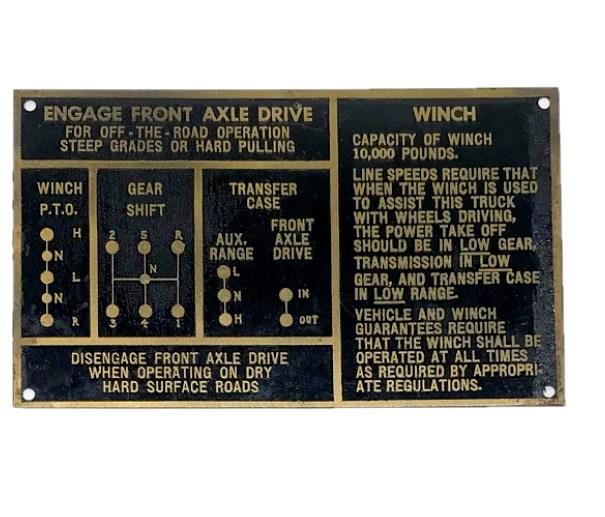 ENGAGE FRONT AXLE DRIVE
FOR OFF-THE-ROAD OPERATION
STEEP GRADES OR HARD PULLING
WINCH
P.T.O.
H
N
L
N
R
GEAR
SHIFT
2 5 R
N
3 4 1
TRANSFER
CASE
AUX.
RANGE
L
N
H
FRONT
AXLE
DRIVE
IN
OUT
DISENGAGE FRONT AXLE DRIVE
WHEN OPERATING ON DRY
HARD SURFACE ROADS
WINCH
CAPACITY OF WINCH
10,000 POUNDS.
LINE SPEEDS REQUIRE THAT
WHEN THE WINCH IS USED
TO ASSIST THIS TRUCK
WITH WHEELS DRIVING,
THE POWER TAKE OFF
SHOULD BE IN LOW GEAR,
TRANSMISSION IN LOW
GEAR, AND TRANSFER CASE
IN LOW RANGE.
VEHICLE AND WINCH
GUARANTEES REQUIRE
THAT THE WINCH SHALL BE
OPERATED AT ALL TIMES
AS REQUIRED BY APPROPRI-
ATE REGULATIONS.